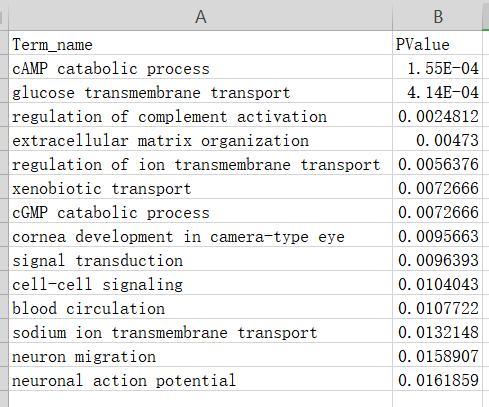 A B
Term_name PValue
cAMP catabolic process 1.55E-04
glucose transmembrane transport 4.14E-04
regulation of complement activation 0.0024812
extracellular matrix organization 0.00473
regulation of ion transmembrane transport 0.0056376
xenobiotic transport 0.0072666
cGMP catabolic process 0.0072666
cornea development in camera-type eye 0.0095663
signal transduction 0.0096393
cell-cell signaling 0.0104043
blood circulation 0.0107722
sodium ion transmembrane transport 0.0132148
neuron migration 0.0158907
neuronal action potential 0.0161859